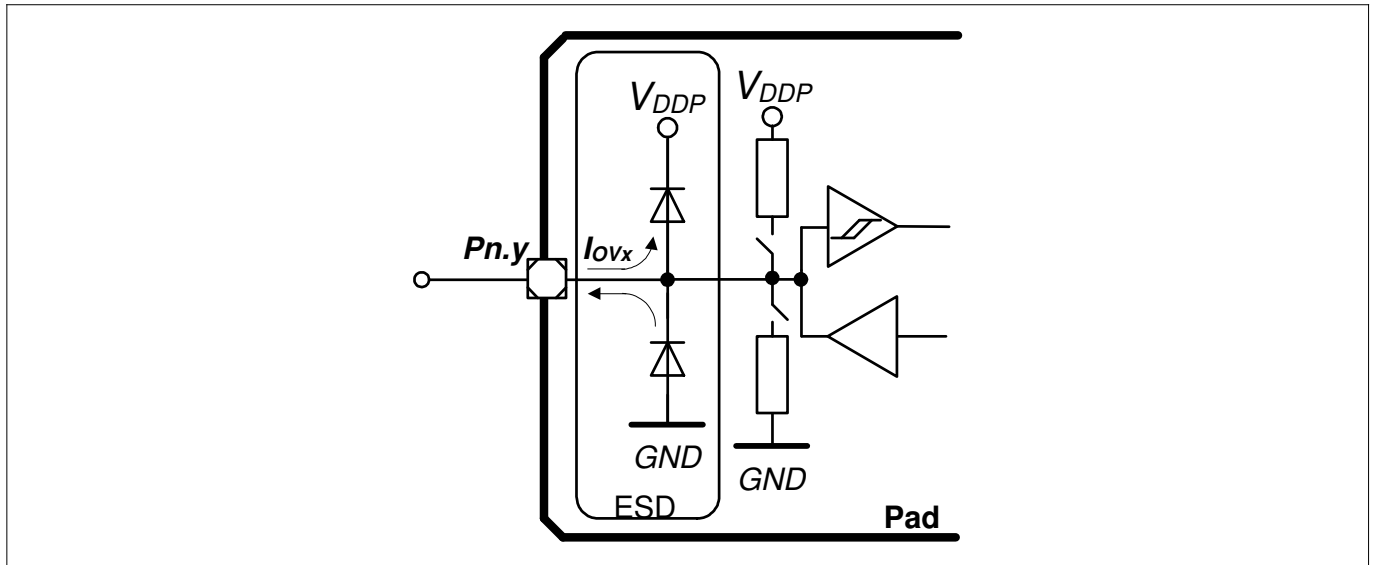 VDDP
VDDP
Pn.y
IOVx
GND
GND
ESD
Pad